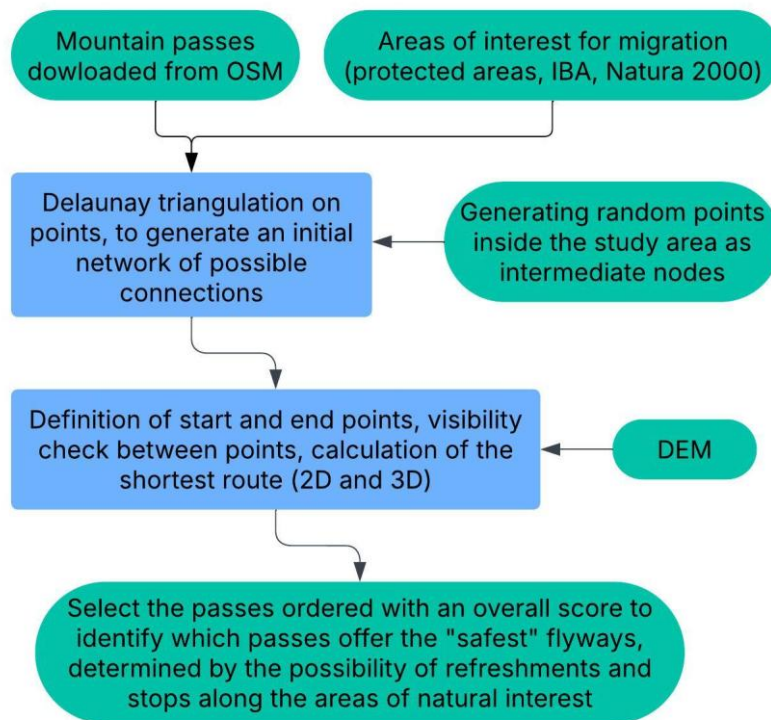 Mountain passes
dowloaded from OSM
Areas of interest for migration
(protected areas, IBA, Natura 2000)
Delaunay triangulation on
points, to generate an initial
network of possible
connections
Generating random points
inside the study area as
intermediate nodes
Definition of start and end points, visibility
check between points, calculation of the
shortest route (2D and 3D)
DEM
Select the passes ordered with an overall score to
identify which passes offer the "safest" flyways,
determined by the possibility of refreshments and
stops along the areas of natural interest